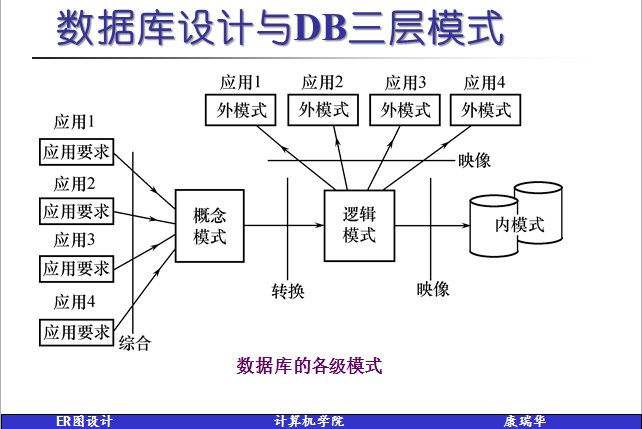 数据库设计与DB三层模式
应用1 应用2 应用3 应用4
外模式 外模式 外模式 外模式
映像
应用1
应用要求
应用2
应用要求
应用3
应用要求
应用4
应用要求
综合
概念
模式
转换
逻辑
模式
映像
内模式
数据库的各级模式
ER图设计 计算机学院 康瑞华